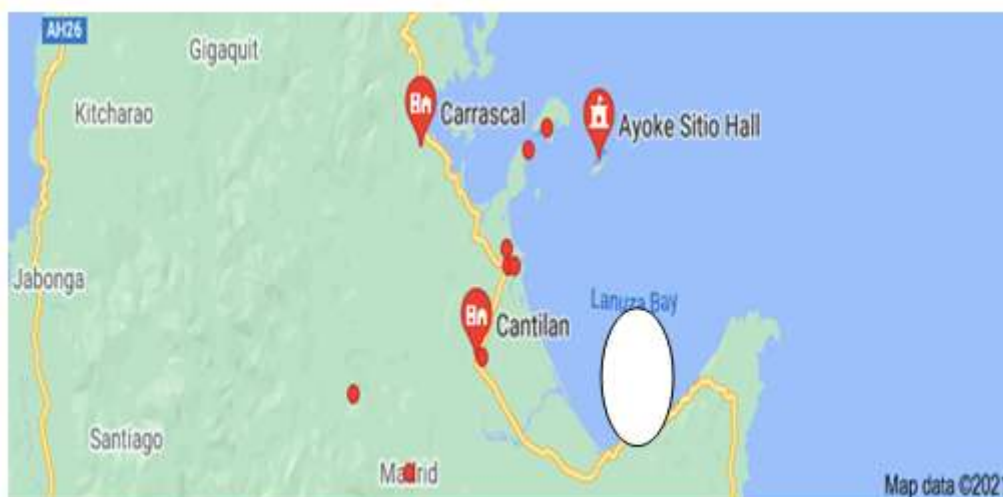 AH26
Gigaquit
Kitcharao
Carrascal
Ayoke Sitio Hall
Jabonga
Lanuza Bay
Cantilan
Santiago
Madrid
Map data ©202